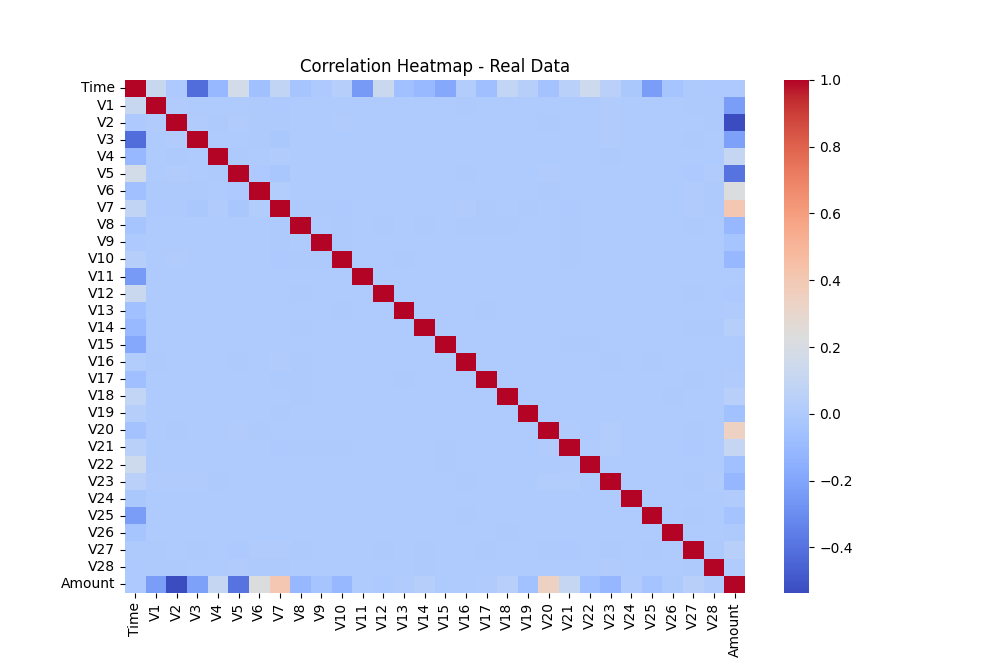 Correlation Heatmap - Real Data
Time
V1
V2
V3
V4
V5
V6
V7
V8
V9
V10
V11
V12
V13
V14
V15
V16
V17
V18
V19
V20
V21
V22
V23
V24
V25
V26
V27
V28
Amount
Time
V1
V2
V3
V4
V5
V6
V7
V8
V9
V10
V11
V12
V13
V14
V15
V16
V17
V18
V19
V20
V21
V22
V23
V24
V25
V26
V27
V28
Amount
1.0
0.8
0.6
0.4
0.2
0.0
−0.2
−0.4